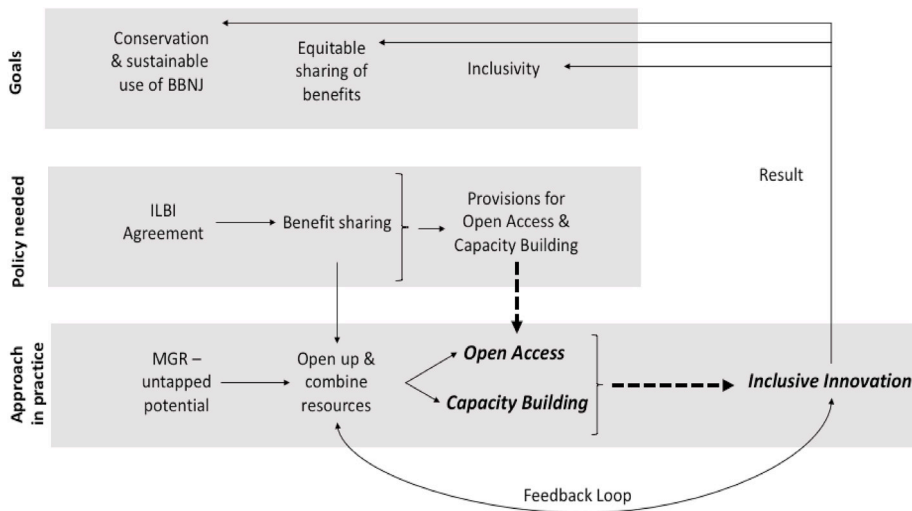 Goals
Conservation
& sustainable
use of BBNJ
Equitable
sharing of
benefits
Inclusivity
Result
Policy needed
ILBI
Agreement
Benefit sharing
Provisions for
Open Access &
Capacity Building
Approach
in practice
MGR –
untapped
potential
Open up &
combine
resources
Open Access
Capacity Building
Inclusive Innovation
Feedback Loop